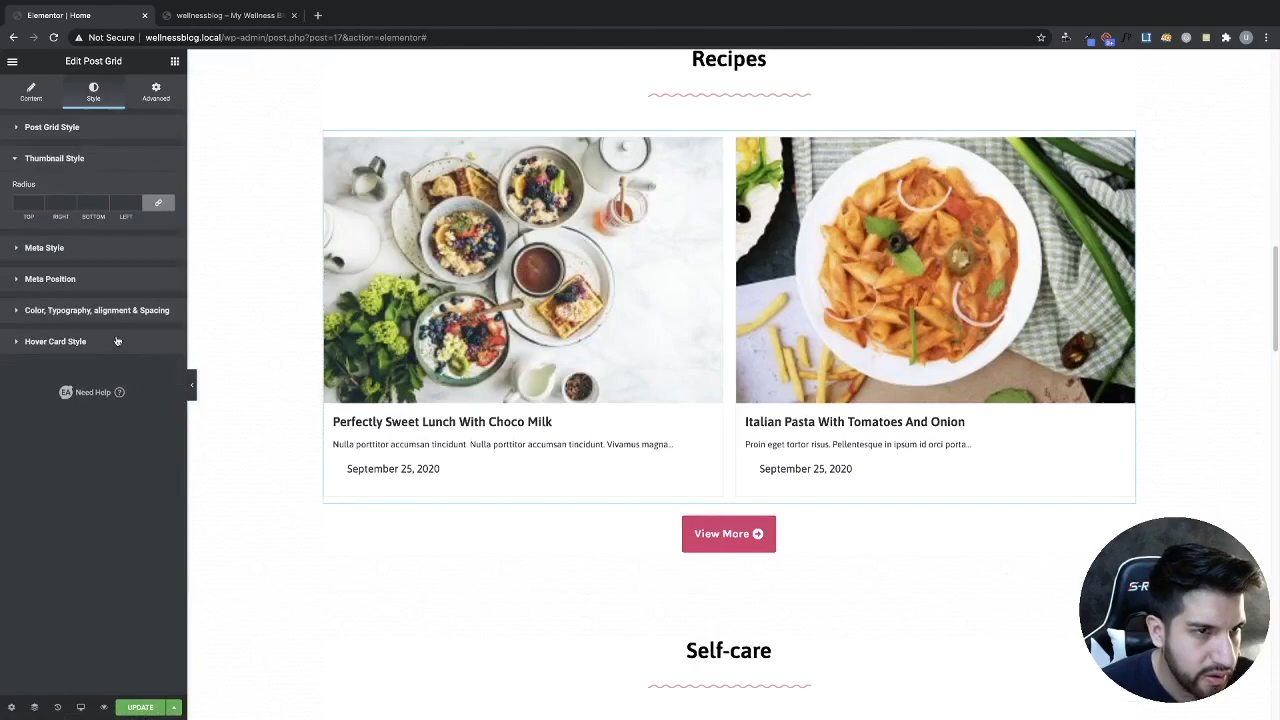 Elementor | Home
wellnessblog – My Wellness B
Not Secure | wellnessblog.local/wp-admin/post.php?post=17&action=elementor#
Edit Post Grid
Content
Style
Advanced
Post Grid Style
Thumbnail Style
Radius
TOP RIGHT BOTTOM LEFT
Meta Style
Meta Position
Color, Typography, alignment & Spacing
Hover Card Style
EA Need Help ?
UPDATE
Recipes
Perfectly Sweet Lunch With Choco Milk
Nulla porttitor accumsan tincidunt. Nulla porttitor accumsan tincidunt. Vivamus magna...
September 25, 2020
Italian Pasta With Tomatoes And Onion
Proin eget tortor risus. Pellentesque in ipsum id orci porta...
September 25, 2020
View More
Self-care
S-R